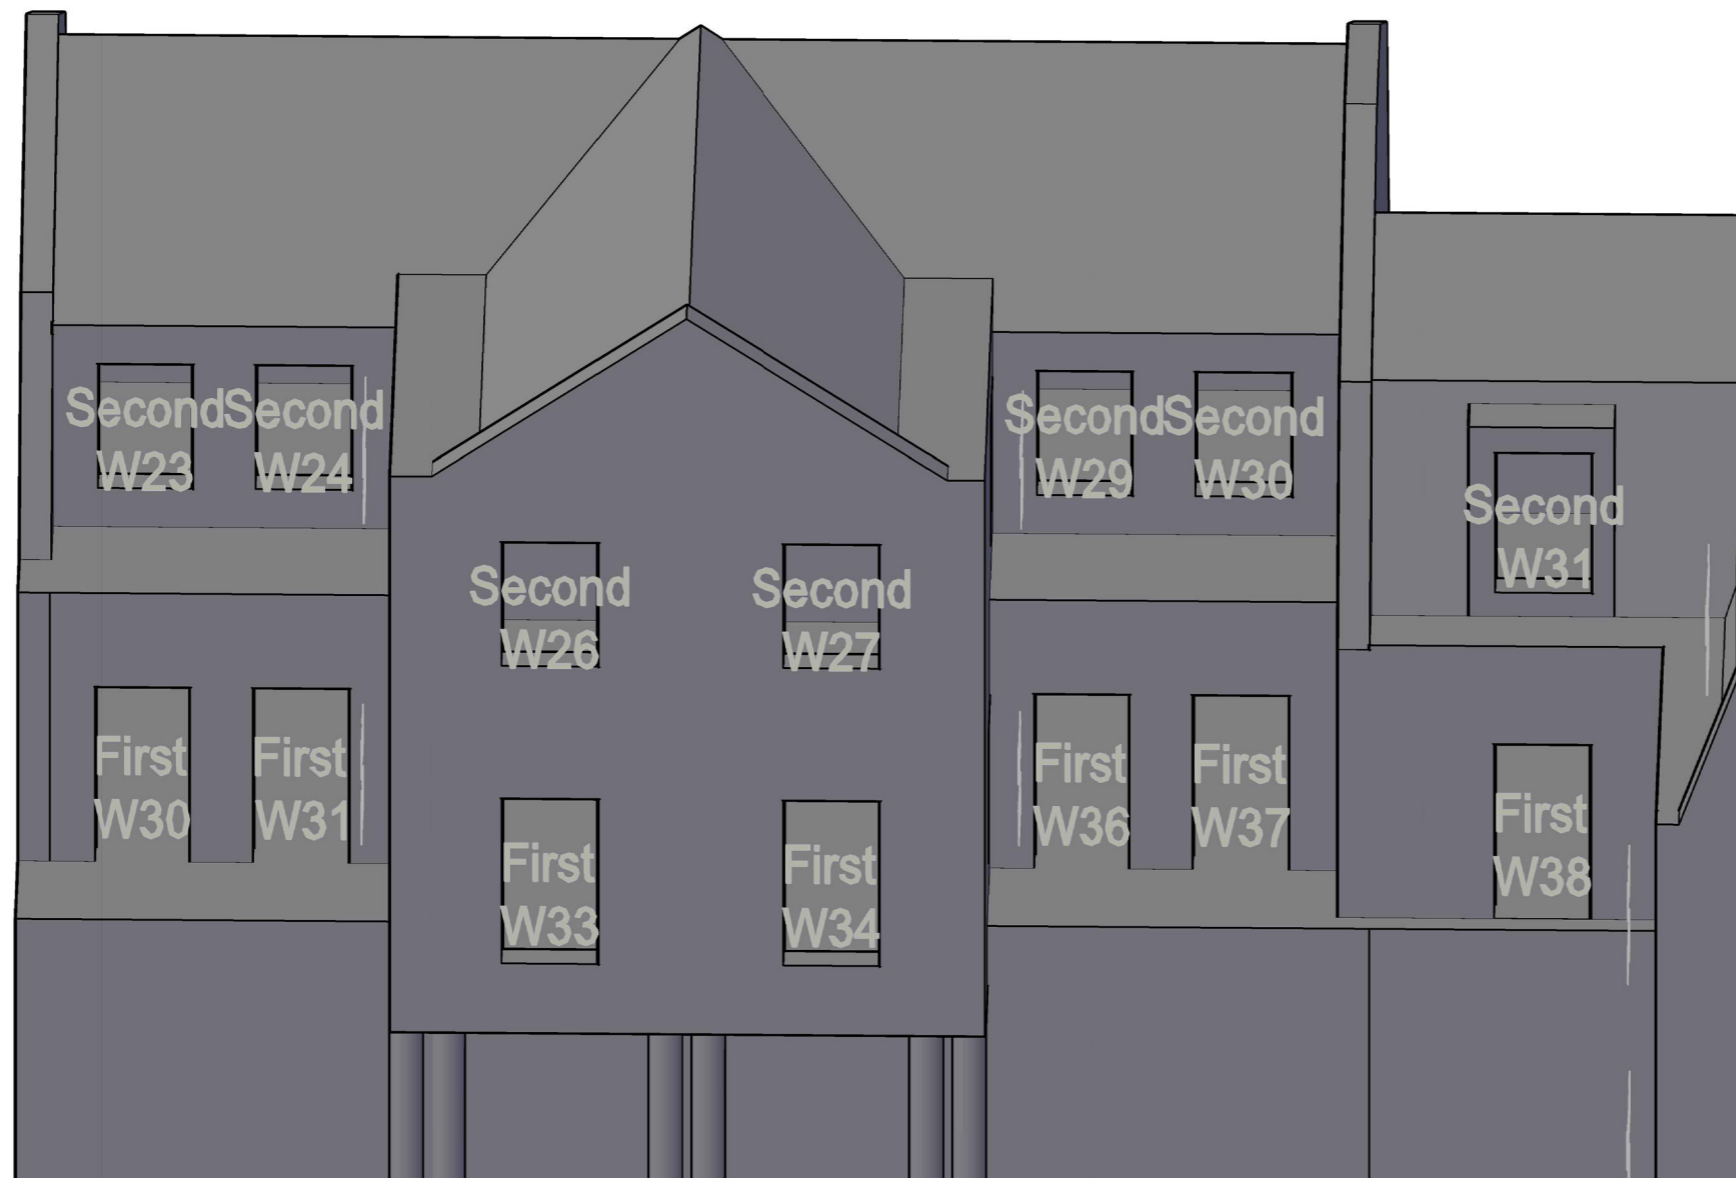 Second
W23
Second
W24
Second
W29
Second
W30
Second
W31
Second
W26
Second
W27
First
W30
First
W31
First
W36
First
W37
First
W38
First
W33
First
W34